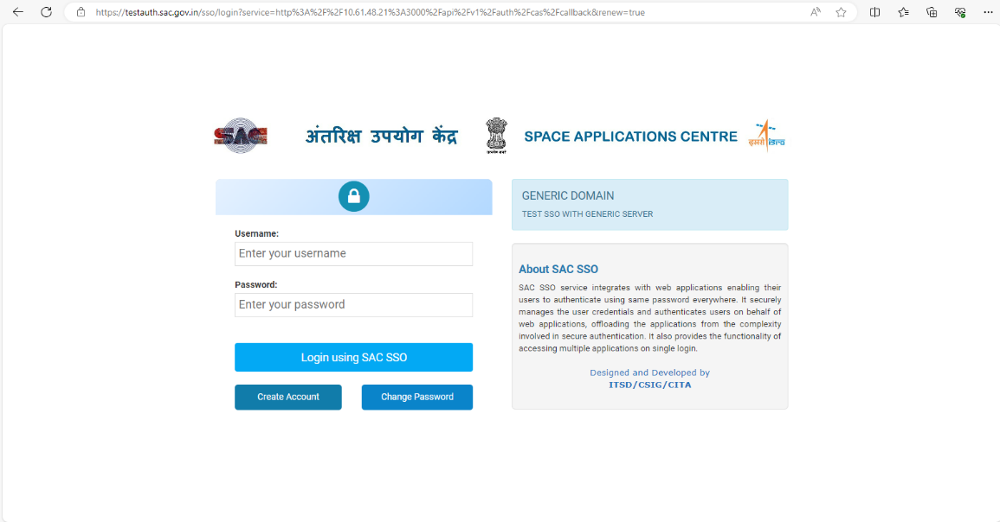 https://testauth.sac.gov.in/sso/login?service=http%3A%2F%2F10.61.48.21%3A3000%2Fapi%2Fv1%2Fauth%2Fcas%2Fcallback&renew=true
SAC
अंतरिक्ष उपयोग केंद्र
SPACE APPLICATIONS CENTRE
इसरो isro
GENERIC DOMAIN
TEST SSO WITH GENERIC SERVER
Username:
Enter your username
Password:
Enter your password
Login using SAC SSO
Create Account
Change Password
About SAC SSO
SAC SSO service integrates with web applications enabling their
users to authenticate using same password everywhere. It securely
manages the user credentials and authenticates users on behalf of
web applications, offloading the applications from the complexity
involved in secure authentication. It also provides the functionality of
accessing multiple applications on single login.
Designed and Developed by
ITSD/CSIG/CITA